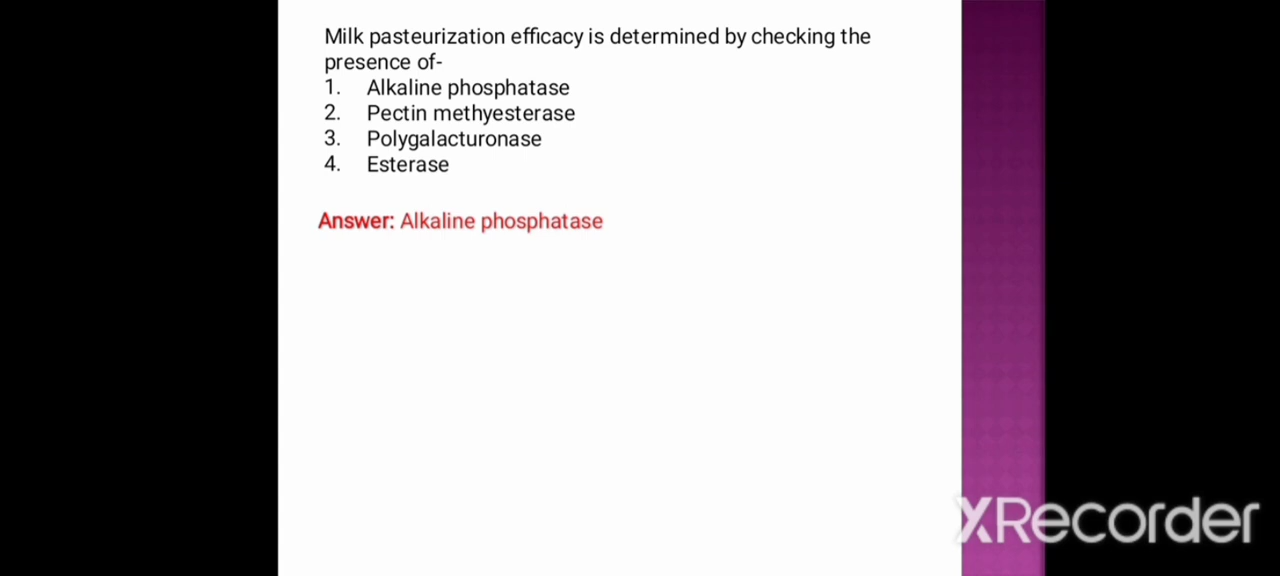 Milk pasteurization efficacy is determined by checking the
presence of-
1. Alkaline phosphatase
2. Pectin methyesterase
3. Polygalacturonase
4. Esterase
Answer: Alkaline phosphatase
XRecorder